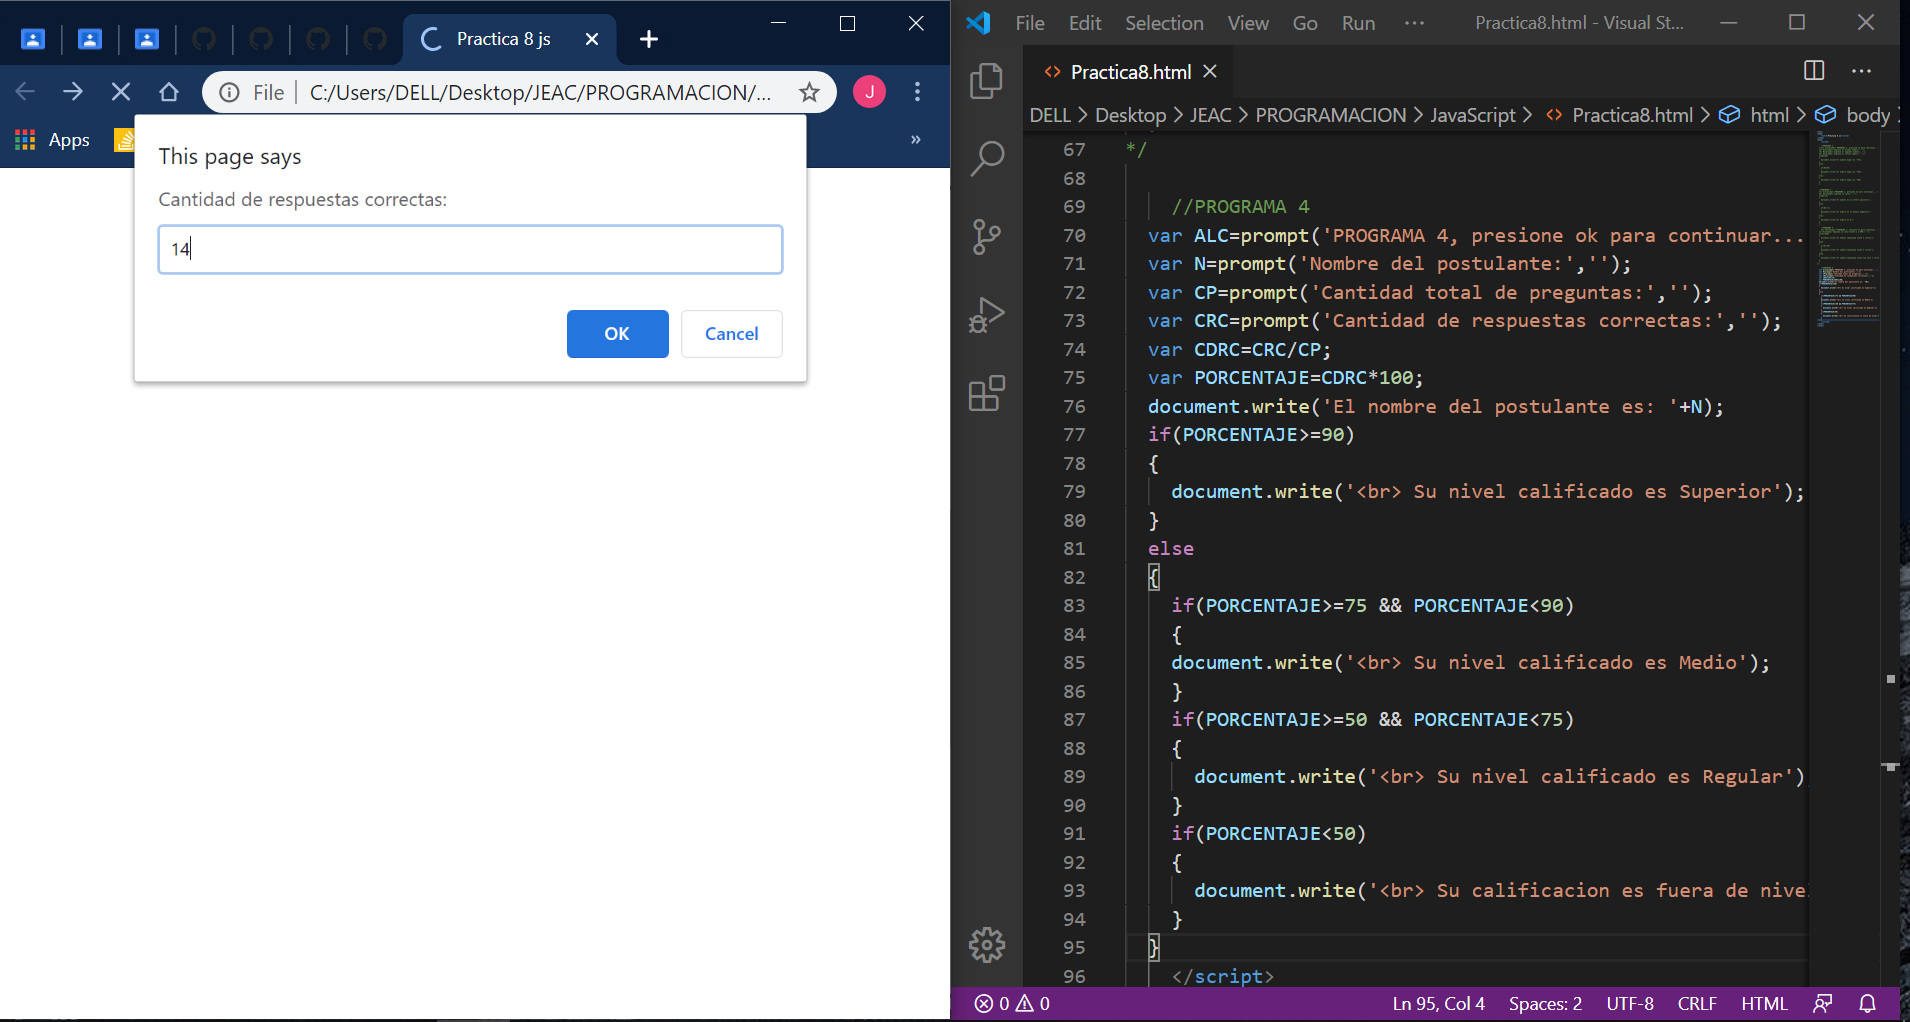 Practica 8 js
File C:/Users/DELL/Desktop/JEAC/PROGRAMACION/...
J
Apps
»
This page says
Cantidad de respuestas correctas:
14
OK
Cancel
File Edit Selection View Go Run ··· Practica8.html - Visual St...
Practica8.html
DELL > Desktop > JEAC > PROGRAMACION > JavaScript > Practica8.html > html > body
67 */
68
69 //PROGRAMA 4
70 var ALC=prompt('PROGRAMA 4, presione ok para continuar...
71 var N=prompt('Nombre del postulante:','');
72 var CP=prompt('Cantidad total de preguntas:','');
73 var CRC=prompt('Cantidad de respuestas correctas:','');
74 var CDRC=CRC/CP;
75 var PORCENTAJE=CDRC*100;
76 document.write('El nombre del postulante es: '+N);
77 if(PORCENTAJE>=90)
78 {
79 document.write('<br> Su nivel calificado es Superior');
80 }
81 else
82 {
83 if(PORCENTAJE>=75 && PORCENTAJE<90)
84 {
85 document.write('<br> Su nivel calificado es Medio');
86 }
87 if(PORCENTAJE>=50 && PORCENTAJE<75)
88 {
89 document.write('<br> Su nivel calificado es Regular')
90 }
91 if(PORCENTAJE<50)
92 {
93 document.write('<br> Su calificacion es fuera de nive
94 }
95 }
96 </script>
0 0 Ln 95, Col 4 Spaces: 2 UTF-8 CRLF HTML